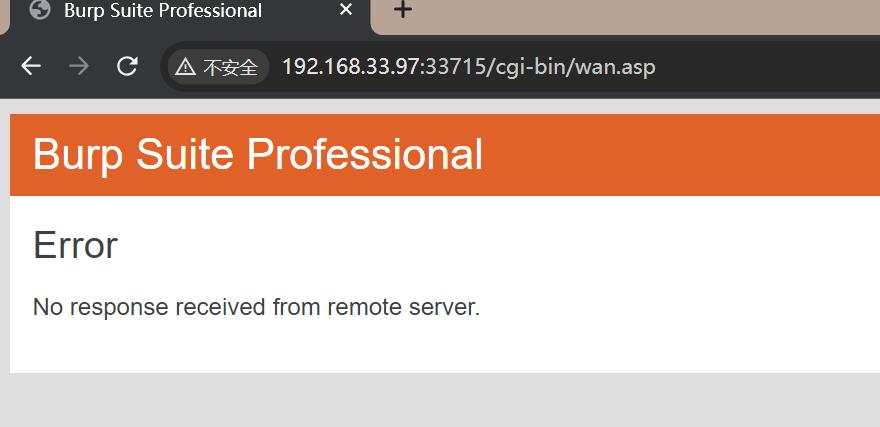 Burp Suite Professional
不安全 192.168.33.97:33715/cgi-bin/wan.asp
Burp Suite Professional
Error
No response received from remote server.